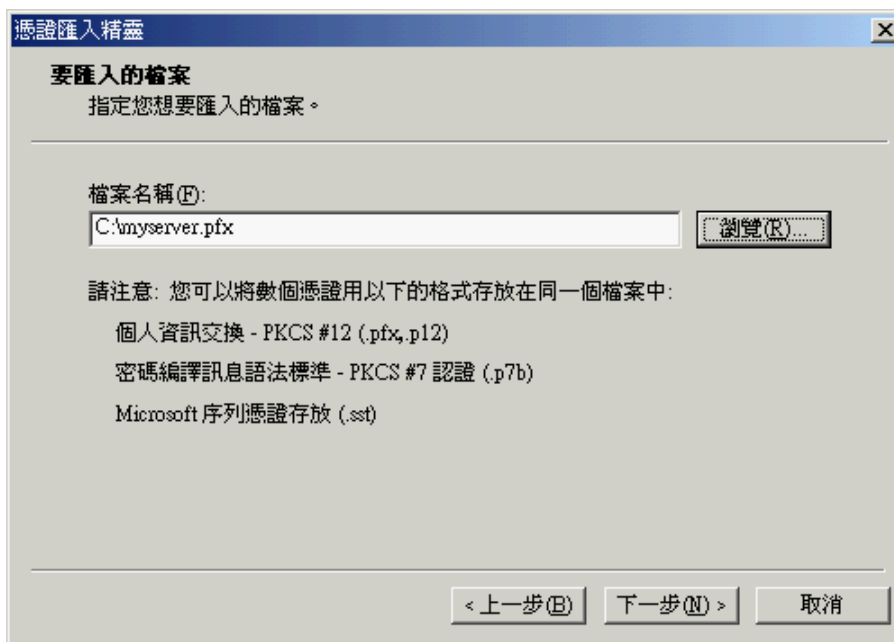 憑證匯入精靈
要匯入的檔案
指定您想要匯入的檔案。
檔案名稱(F):
C:\myserver.pfx
瀏覽(R)...
請注意: 您可以將數個憑證用以下的格式存放在同一個檔案中:
個人資訊交換 - PKCS #12 (.pfx,.p12)
密碼編譯訊息語法標準 - PKCS #7 認證 (.p7b)
Microsoft 序列憑證存放 (.sst)
< 上一步(B)
下一步(N) >
取消